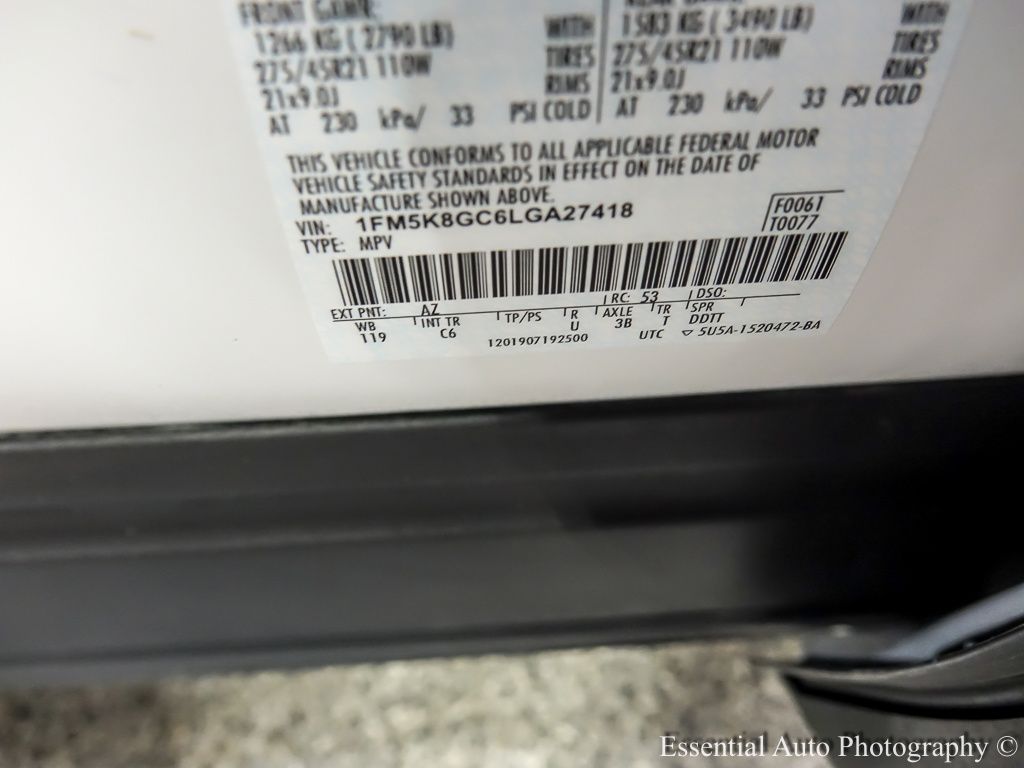 FRONT GAWR: REAR GAWR:
1266 KG ( 2790 LB) WITH 1583 KG ( 3490 LB) WITH
275/45R21 110W TIRES 275/45R21 110W TIRES
21x9.0J RIMS 21x9.0J RIMS
AT 230 kPa/ 33 PSI COLD AT 230 kPa/ 33 PSI COLD
THIS VEHICLE CONFORMS TO ALL APPLICABLE FEDERAL MOTOR
VEHICLE SAFETY STANDARDS IN EFFECT ON THE DATE OF
MANUFACTURE SHOWN ABOVE.
VIN: 1FM5K8GC6LGA27418 F0061
TYPE: MPV T0077
EXT PNT: AZ RC: 53 DSO:
WB INT TR TP/PS R AXLE TR SPR
119 C6 U 3B T DDTT
1201907192500 UTC ▽ 5U5A-1520472-BA
Essential Auto Photography ©